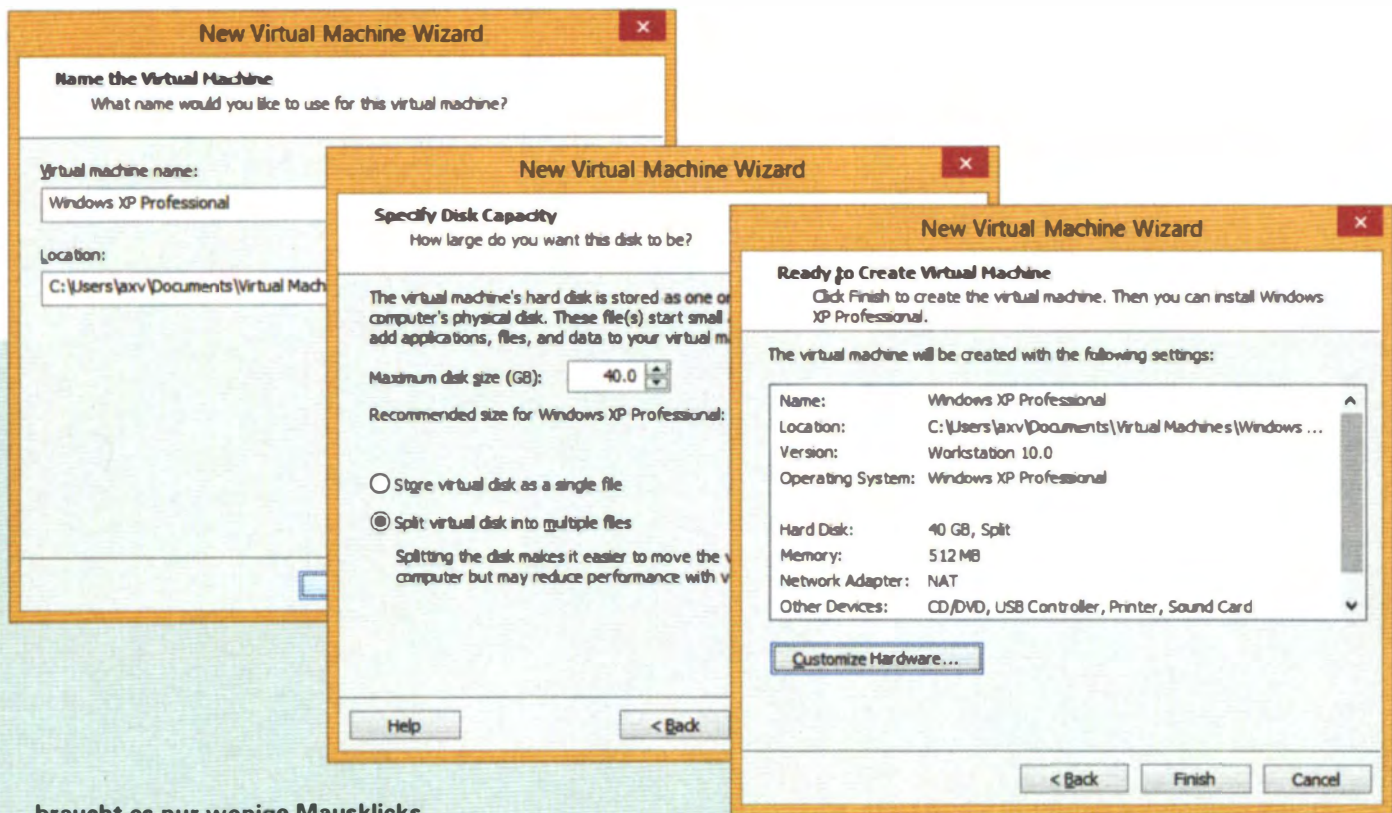 New Virtual Machine Wizard
Name the Virtual Machine
What name would you like to use for this virtual machine?
Virtual machine name:
Windows XP Professional
Location:
C:\Users\axv\Documents\Virtual Mach
New Virtual Machine Wizard
Specify Disk Capacity
How large do you want this disk to be?
The virtual machine's hard disk is stored as one or
computer's physical disk. These file(s) start small
add applications, files, and data to your virtual m
Maximum disk size (GB): 40.0
Recommended size for Windows XP Professional:
Store virtual disk as a single file
Split virtual disk into multiple files
Splitting the disk makes it easier to move the v
computer but may reduce performance with v
Help
< Back
New Virtual Machine Wizard
Ready to Create Virtual Machine
Click Finish to create the virtual machine. Then you can install Windows
XP Professional.
The virtual machine will be created with the following settings:
Name: Windows XP Professional
Location: C:\Users\axv\Documents\Virtual Machines\Windows ...
Version: Workstation 10.0
Operating System: Windows XP Professional
Hard Disk: 40 GB, Split
Memory: 512 MB
Network Adapter: NAT
Other Devices: CD/DVD, USB Controller, Printer, Sound Card
Customize Hardware...
< Back Finish Cancel
braucht es nur wenige Mausklicks